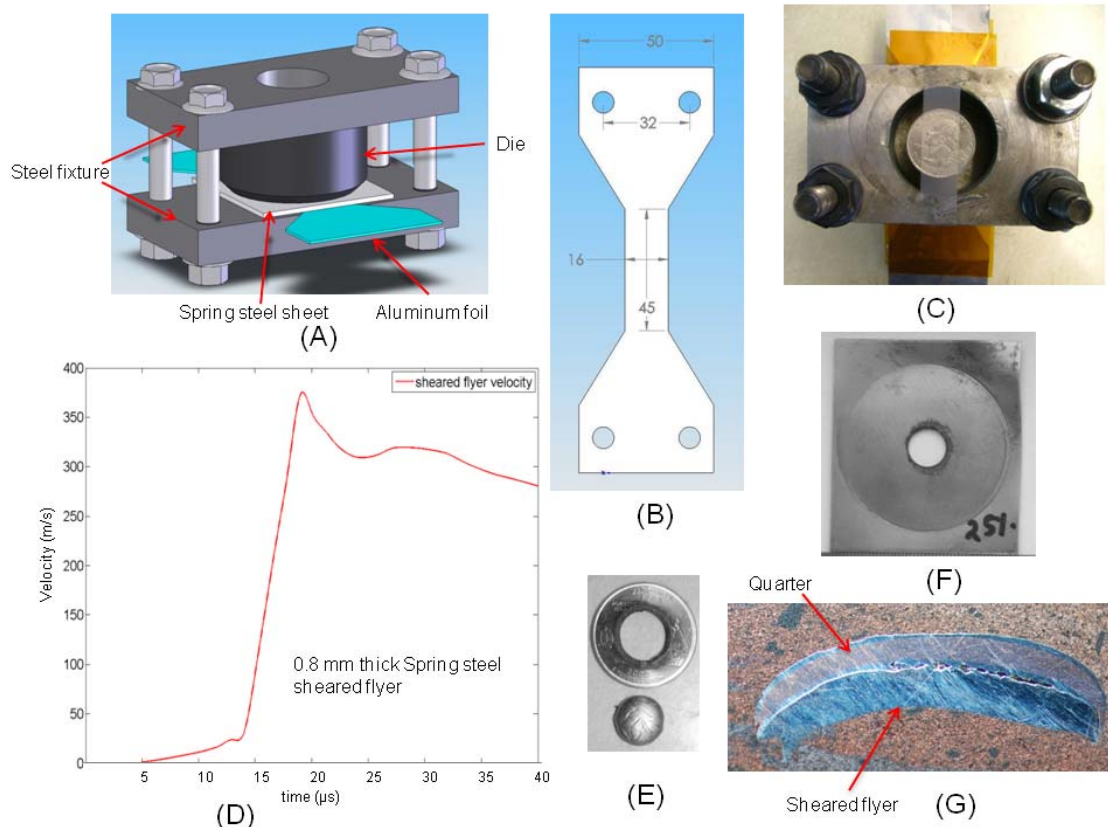 Steel fixture
Die
Spring steel sheet
Aluminum foil
(A)
50
32
16
45
(B)
(C)
400
350
300
250
200
150
100
50
0
sheared flyer velocity
Velocity (m/s)
0.8 mm thick Spring steel
sheared flyer
5
10
15
20
25
30
35
40
time (μs)
(D)
(E)
251.
(F)
Quarter
Sheared flyer
(G)